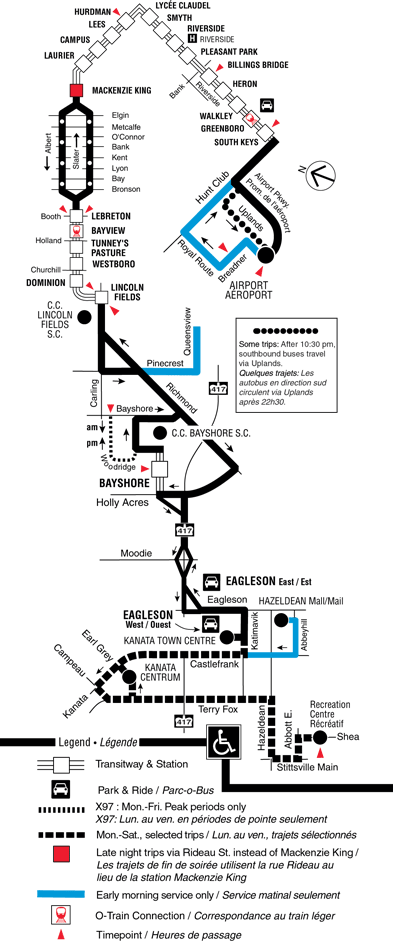 LYCÉE CLAUDEL
HURDMAN
SMYTH
LEES
RIVERSIDE
H RIVERSIDE
CAMPUS
PLEASANT PARK
LAURIER
BILLINGS BRIDGE
HERON
Bank
Riverside
MACKENZIE KING
WALKLEY
GREENBORO
SOUTH KEYS
Elgin
Metcalfe
O'Connor
Bank
Kent
Lyon
Bay
Bronson
Albert
Slater
N
Hunt Club
Airport Pkwy.
Prom. de l'aéroport
Uplands
Royal Route
Breadner
AIRPORT
AÉROPORT
Booth
LEBRETON
BAYVIEW
Holland
TUNNEY'S
PASTURE
WESTBORO
Churchill
DOMINION
LINCOLN
FIELDS
C.C.
LINCOLN
FIELDS
S.C.
Queensview
Pinecrest
Some trips: After 10:30 pm,
southbound buses travel
via Uplands.
Quelques trajets: Les
autobus en direction sud
circulent via Uplands
après 22h30.
Carling
Richmond
417
Bayshore
am
pm
C.C. BAYSHORE S.C.
Woodridge
BAYSHORE
Holly Acres
417
Moodie
EAGLESON East / Est
Eagleson
HAZELDEAN Mall/Mail
EAGLESON
West / Ouest
KANATA TOWN CENTRE
Katimavik
Abbeyhill
Earl Grey
Castlefrank
Campeau
KANATA
CENTRUM
Kanata
Terry Fox
417
Hazeldean
Abbott E.
Recreation
Centre
Récréatif
Shea
Stittsville Main
Legend • Légende
Transitway & Station
Park & Ride / Parc-o-Bus
X97 : Mon.-Fri. Peak periods only
X97: Lun. au ven. en périodes de pointe seulement
Mon.-Sat., selected trips / Lun. au ven., trajets sélectionnés
Late night trips via Rideau St. instead of Mackenzie King /
Les trajets de fin de soirée utilisent la rue Rideau au
lieu de la station Mackenzie King
Early morning service only / Service matinal seulement
O-Train Connection / Correspondance au train léger
Timepoint / Heures de passage